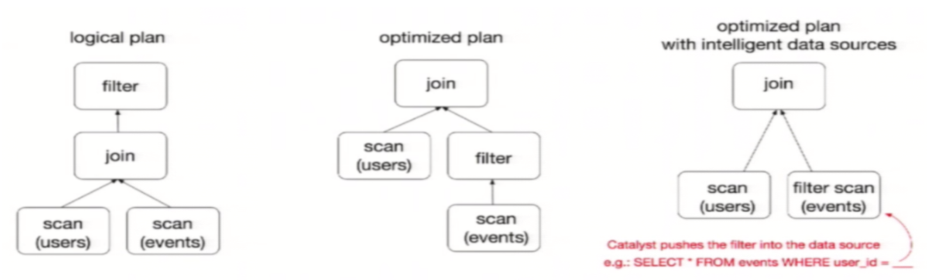 logical plan
filter
join
scan
(users)
scan
(events)
optimized plan
join
scan
(users)
filter
scan
(events)
optimized plan
with intelligent data sources
join
scan
(users)
filter scan
(events)
Catalyst pushes the filter into the data source
e.g.: SELECT * FROM events WHERE user_id = ___